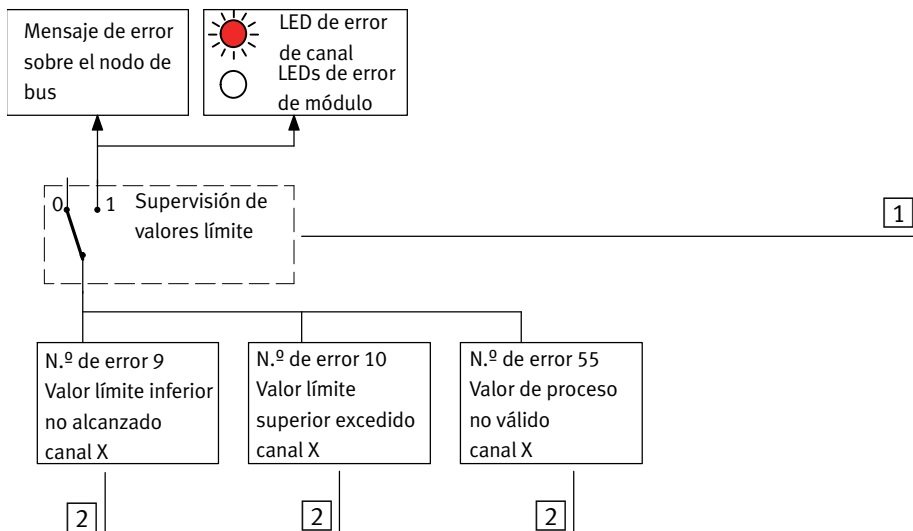 Mensaje de error
sobre el nodo de
bus
LED de error
de canal
LEDs de error
de módulo
0
1
Supervisión de
valores límite
1
N.º de error 9
Valor límite inferior
no alcanzado
canal X
N.º de error 10
Valor límite
superior excedido
canal X
N.º de error 55
Valor de proceso
no válido
canal X
2
2
2